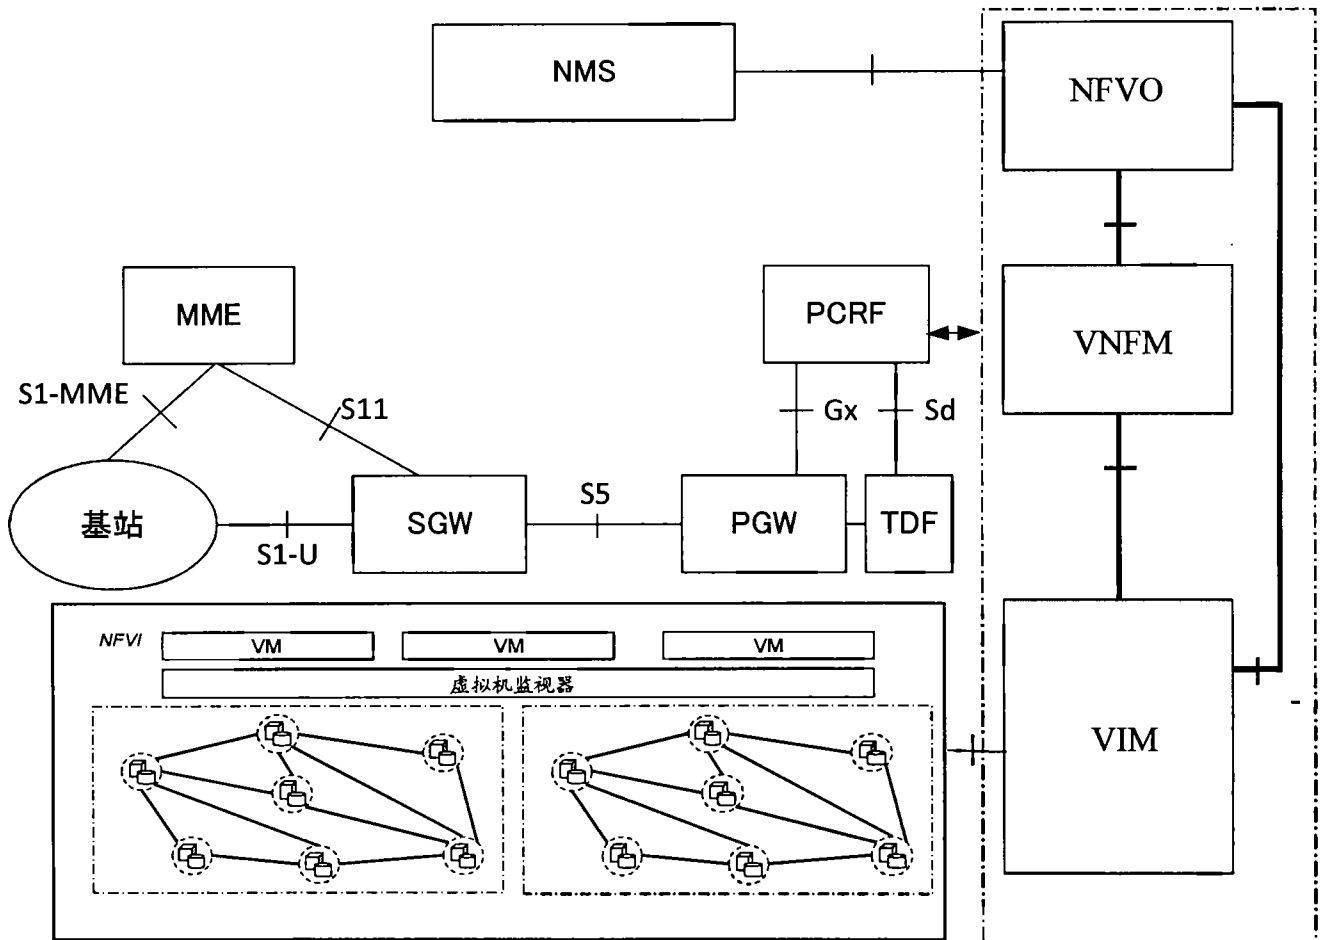 NMS
NFVO
MME
PCRF
VNFM
S1-MME
S11
Gx
Sd
基站
S1-U
SGW
S5
PGW
TDF
NFVI
VM
VM
VM
虚拟机监视器
VIM